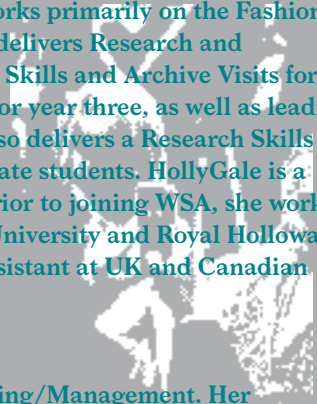 orks primarily on the Fashion
delivers Research and
Skills and Archive Visits for
or year three, as well as lead
so delivers a Research Skills
ate students. HollyGale is a
rior to joining WSA, she work
University and Royal Hollowa
sistant at UK and Canadian
ing/Management. Her